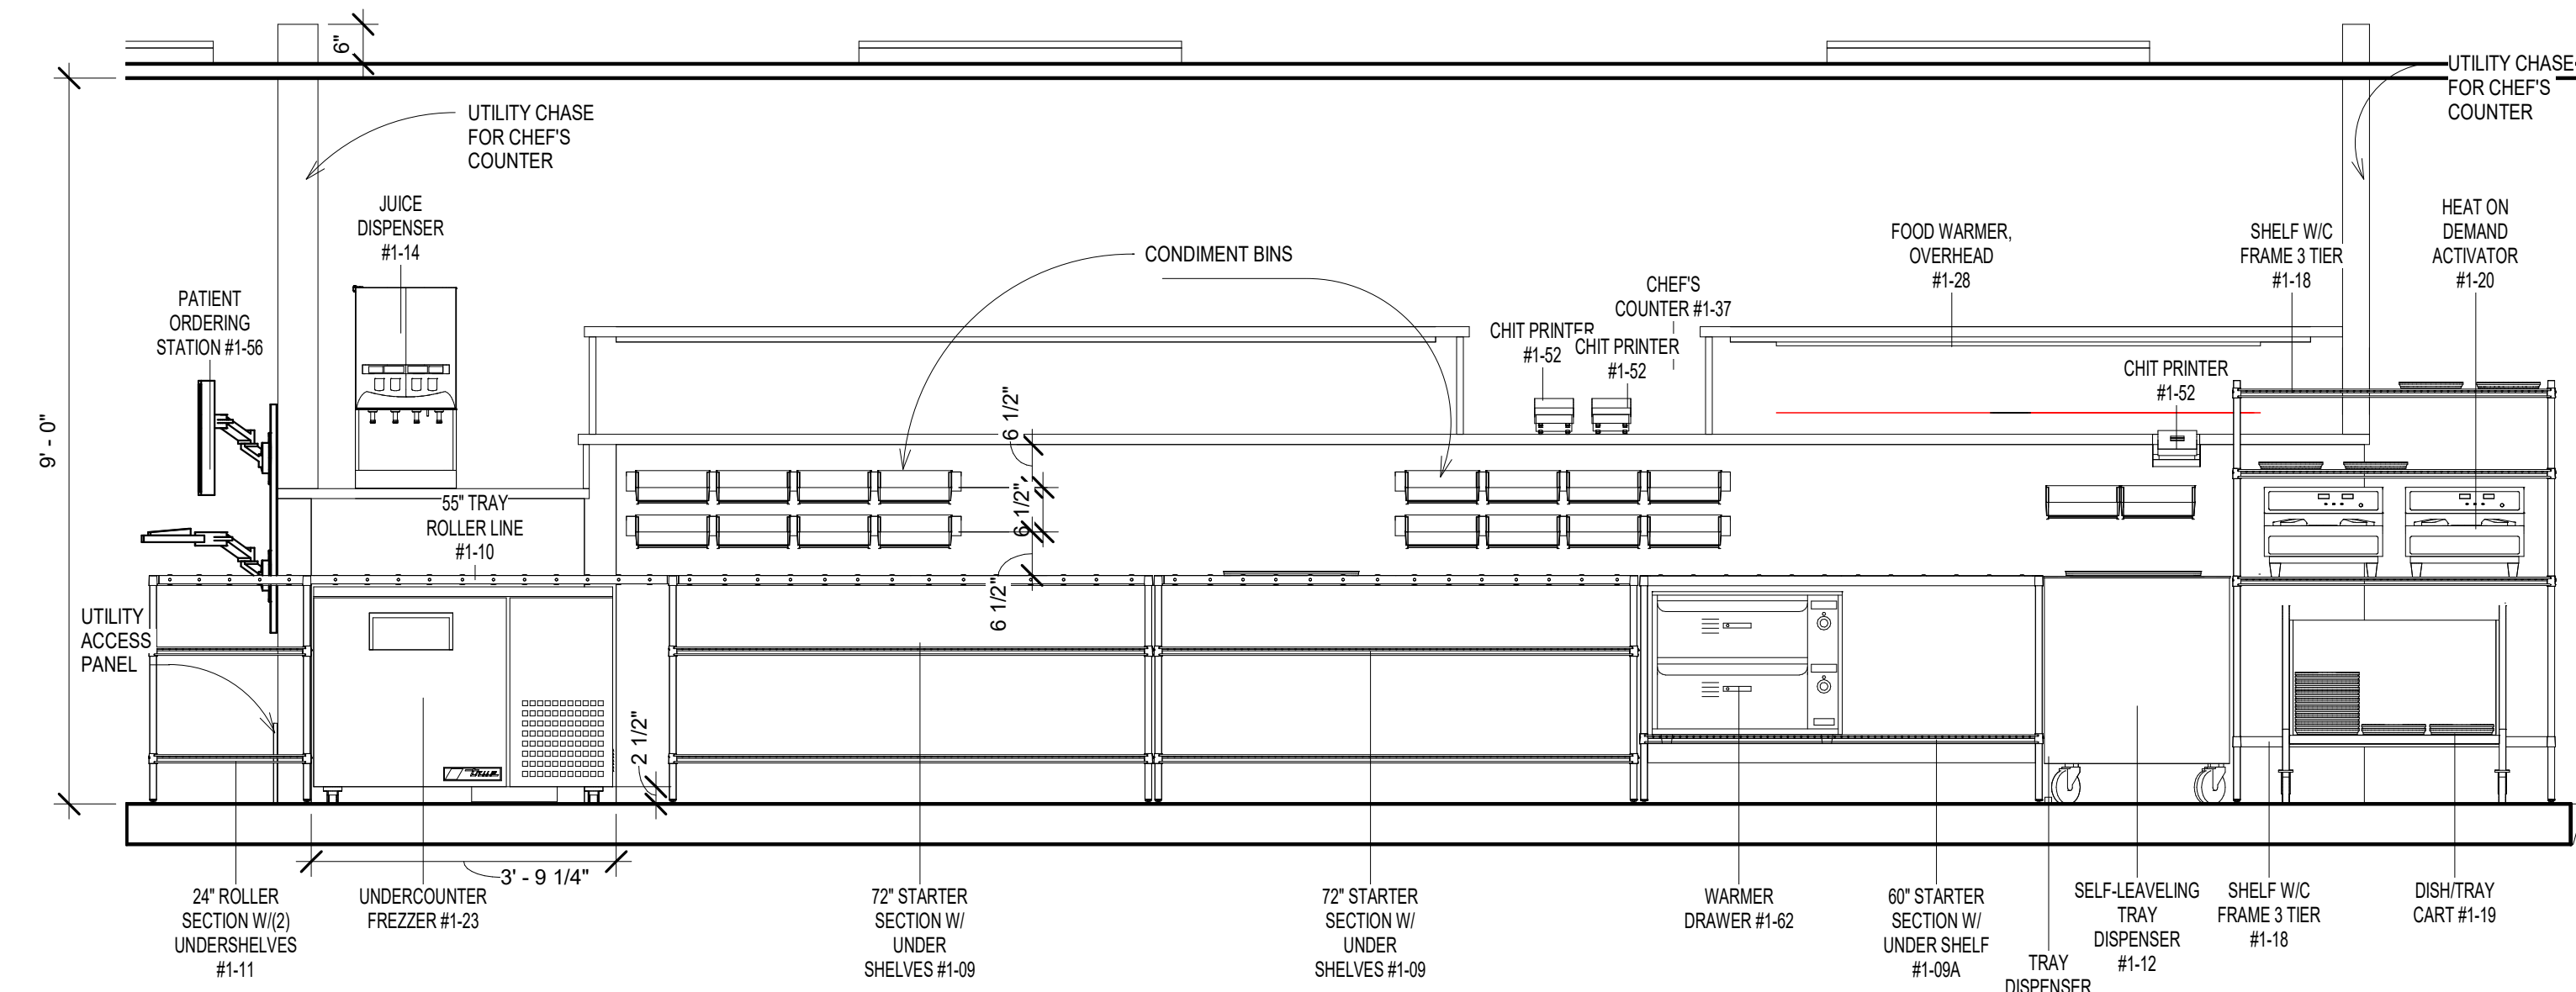 6"
UTILITY CHASE
FOR CHEF'S
COUNTER
UTILITY CHASE
FOR CHEF'S
COUNTER
JUICE
DISPENSER
#1-14
CONDIMENT BINS
FOOD WARMER,
OVERHEAD
#1-28
SHELF W/C
FRAME 3 TIER
#1-18
HEAT ON
DEMAND
ACTIVATOR
#1-20
PATIENT
ORDERING
STATION #1-56
CHEF'S
COUNTER #1-37
CHIT PRINTER
#1-52
CHIT PRINTER
#1-52
CHIT PRINTER
#1-52
9' - 0"
6 1/2"
6 1/2"
6 1/2"
55" TRAY
ROLLER LINE
#1-10
UTILITY
ACCESS
PANEL
2 1/2"
True
3' - 9 1/4"
24" ROLLER
SECTION W/(2)
UNDERSHELVES
#1-11
UNDERCOUNTER
FREZZER #1-23
72" STARTER
SECTION W/
UNDER
SHELVES #1-09
72" STARTER
SECTION W/
UNDER
SHELVES #1-09
WARMER
DRAWER #1-62
60" STARTER
SECTION W/
UNDER SHELF
#1-09A
TRAY
DISPENSER
SELF-LEAVELING
TRAY
DISPENSER
#1-12
SHELF W/C
FRAME 3 TIER
#1-18
DISH/TRAY
CART #1-19